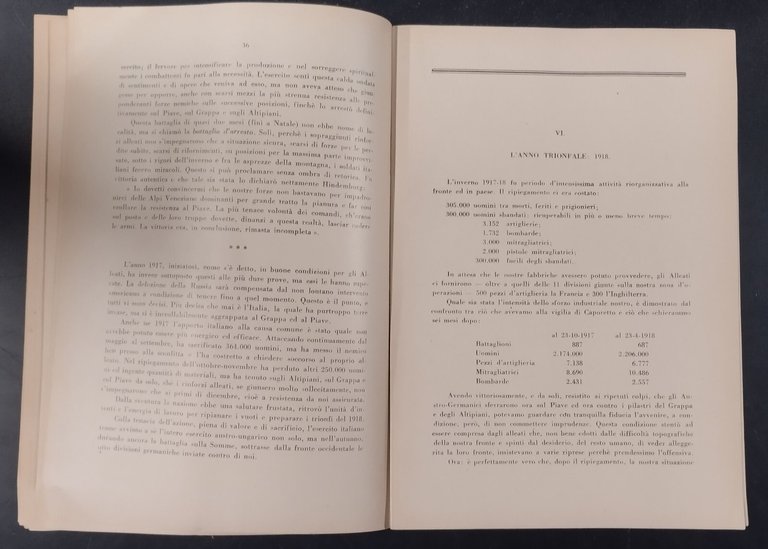 36
sercito, il fervore per intensificare la produzione e nel sorreggere spiritual-
mente i combattenti fu pari alla necessità. L'esercito sentì questa calda ondata
di sentimenti e di opere che veniva ad esso, ma non aveva atteso che giun-
gesse per opporre, anche con scarsi mezzi la più strenua resistenza alle pre-
ponderanti forze nemiche sulle successive posizioni, finchè lo arrestò defini-
tivamente sul Piave, sul Grappa e sugli Altipiani.
Questa battaglia di quasi due mesi (fini a Natale) non ebbe nome di lo-
calità, ma si chiamò la battaglia d'arresto. Soli, perchè i sopraggiunti rinfor-
zi alleati non s'impegnarono che a situazione sicura, scarsi di forze per le per-
dite subite, scarsi di rifornimenti, su posizioni per la massima parte improvvi-
sate, sotto i rigori dell'inverno e fra le asprezze della montagna, i soldati ita-
liani fecero miracoli. Questo si può proclamare senza ombra di retorica. Fu
vittoria autentica e che tale sia stata lo dichiarò nettamente Hindemburg:
« Io dovetti convincermi che le nostre forze non bastavano per impadro-
nirci delle Alpi Veneziane dominanti per grande tratto la pianura e far così
crollare la resistenza al Piave. La più tenace volontà dei comandi, ch'erano
sul posto e delle loro truppe dovette, dinanzi a questa realtà, lasciar cadere
le armi. La vittoria era, in conclusione, rimasta incompleta ».
* * *
L'anno 1917, iniziatosi, come s'è detto, in buone condizioni per gli Al-
leati, ha invece sottoposto questi alle più dure prove, ma essi le hanno supe-
rate. La defezione della Russia sarà compensata dal non lontano intervento
americano a condizione di tenere fino a quel momento. Questo è il punto, e
tutti si sono decisi. Più deciso che mai è l'Italia, la quale ha purtroppo terre
invase, ma si è incrollabilmente aggrappata al Grappa ed al Piave.
Anche nel 1917 l'apporto italiano alla causa comune è stato quale non
avrebbe potuto essere più energico ed efficace. Attaccando continuamente dal
maggio al settembre, ha sacrificato 361.000 uomini, ma ha messo il nemico
ben presso alla sconfitta e l'ha costretto a chiedere soccorso al proprio al-
leato. Nel ripiegamento dell'ottobre-novembre ha perduto altri 250.000 uomini
ed ingente quantità di materiali, ma ha tenuto sugli Altipiani, sul Grappa e
sul Piave da solo, chè i rinforzi alleati, se giunsero molto sollecitamente, non
s'impegnarono che ai primi di dicembre, cioè a resistenza da noi assicurata.
Dalla sventura la nazione ebbe una salutare frustata, ritrovò l'unità d'in-
tenti e l'energia di lavoro per ripianare i vuoti e preparare i trionfi del 1918.
Colla tenacia dell'azione, piena di valore e di sacrificio, l'esercito italiano
tenne avvinto a sè l'intero esercito austro-ungarico non solo, ma nell'autunno,
durando ancora la battaglia sulla Somme, sottrasse dalla fronte occidentale le
otto divisioni germaniche inviate contro di noi.
VI
L'ANNO TRIONFALE: 1918.
L'inverno 1917-18 fu periodo d'intensissima attività riorganizzativa alla
fronte ed in paese. Il ripiegamento ci era costato:
305.000 uomini tra morti, feriti e prigionieri;
300.000 uomini sbandati: ricuperabili in più o meno breve tempo;
3.152 artiglierie;
1.732 bombarde;
3.000 mitragliatrici;
2.000 pistole mitragliatrici;
300.000 fucili degli sbandati.
In attesa che le nostre fabbriche avessero potuto provvedere, gli Alleati
ci fornirono — oltre a quelli delle 11 divisioni giunte sulla nostra zona d'o-
perazioni — 500 pezzi d'artiglieria la Francia e 300 l'Inghilterra.
Quale sia stata l'intensità dello sforzo industriale nostro, è dimostrato dal
confronto tra ciò che avevamo alla vigilia di Caporetto e ciò che schieravamo
sei mesi dopo:
al 23-10-1917 al 23-4-1918
Battaglioni 887 687
Uomini 2.174.000 2.206.000
Pezzi d'artiglieria 7.138 6.777
Mitragliatrici 8.690 10.486
Bombarde 2.431 2.557
Avendo vittoriosamente, e da soli, resistito ai ripetuti colpi, che gli Au-
stro-Germanici sferrarono ora sul Piave ed ora contro i pilastri del Grappa
e degli Altipiani, potevamo guardare con tranquilla fiducia l'avvenire, a con-
dizione, però, di non commettere imprudenze. Questa condizione stentò ad
essere compresa dagli alleati che, non bene edotti dalle difficoltà topografiche
della nostra fronte e spinti dal desiderio, del resto umano, di veder allegge-
rita la loro fronte, insistevano a varie riprese perchè prendessimo l'offensiva.
Ora: è perfettamente vero che, dopo il ripiegamento, la nostra situazione